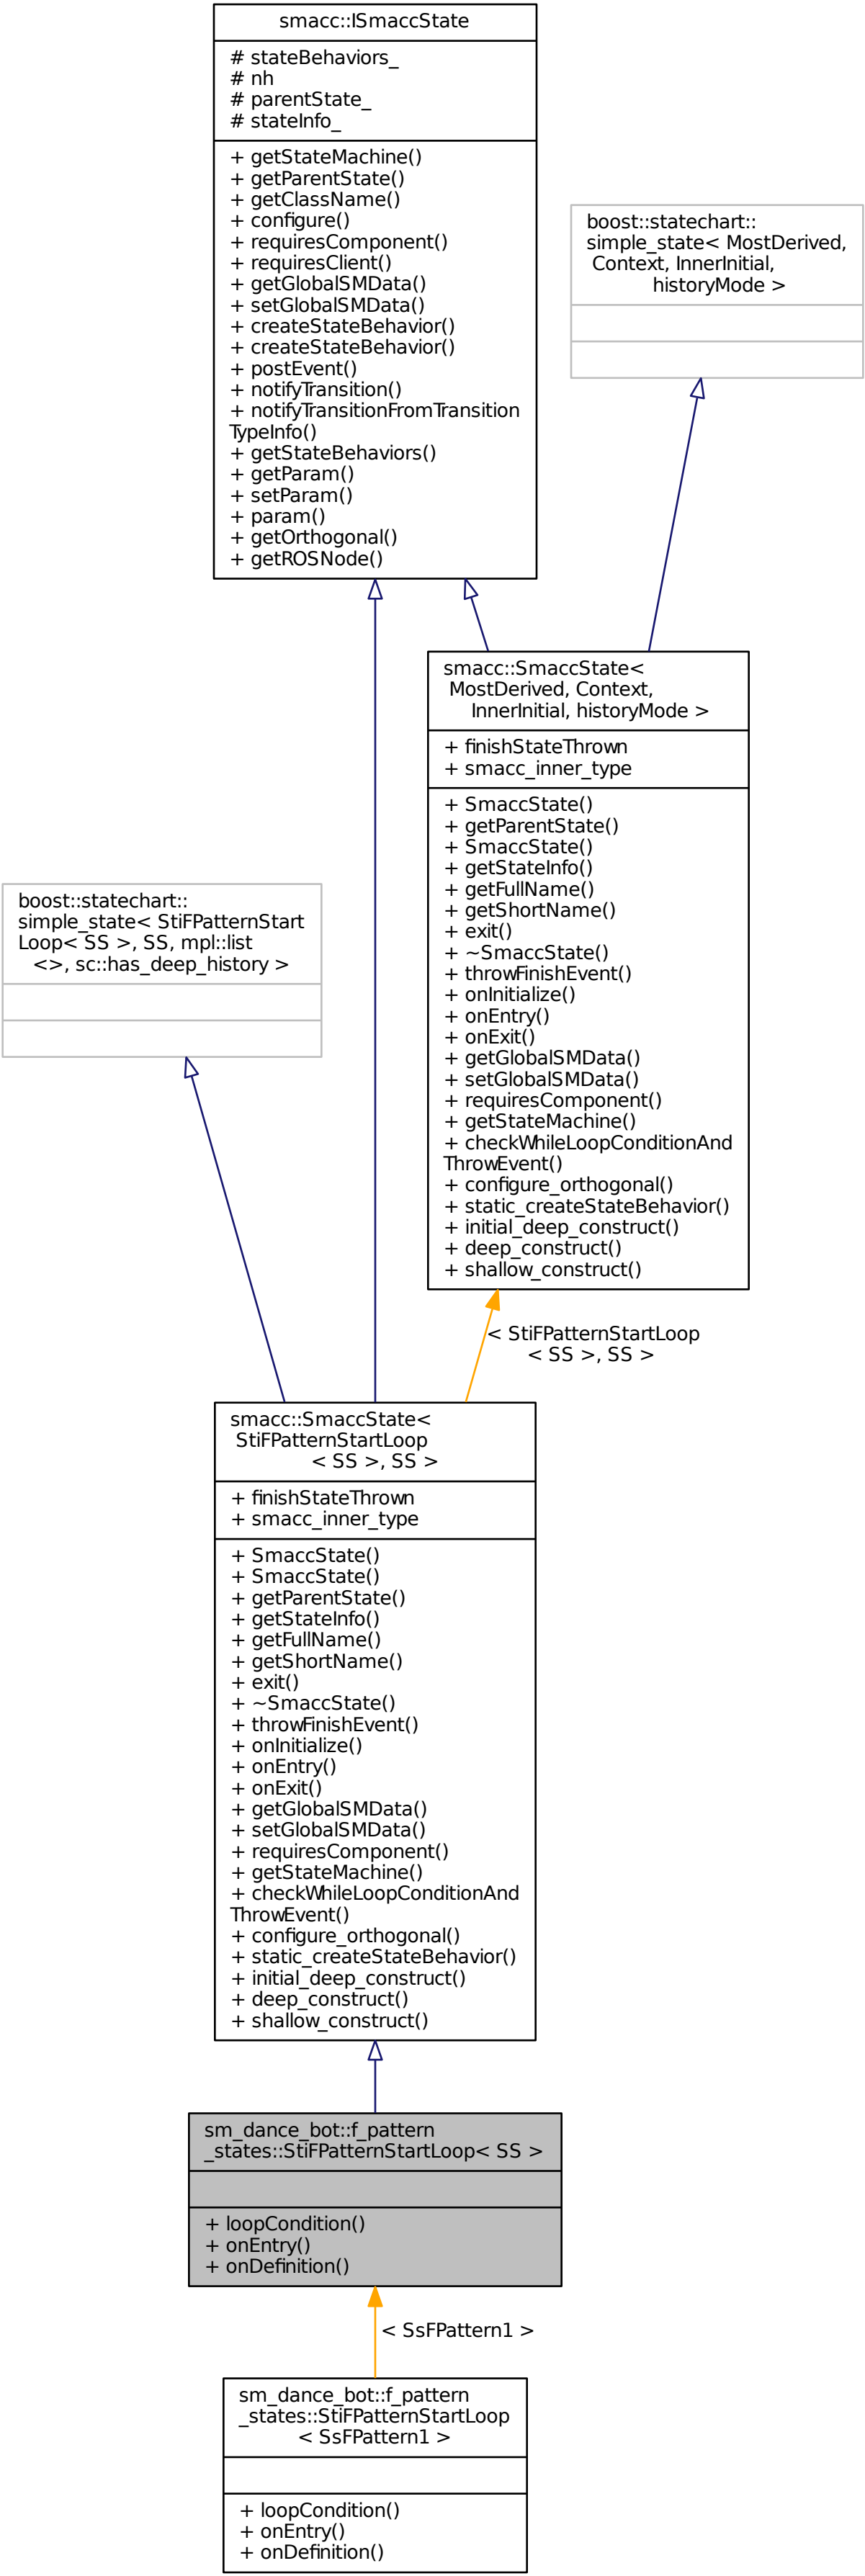 smacc::ISmaccState
# stateBehaviors_
# nh
# parentState_
# stateInfo_
+ getStateMachine()
+ getParentState()
+ getClassName()
+ configure()
+ requiresComponent()
+ requiresClient()
+ getGlobalSMData()
+ setGlobalSMData()
+ createStateBehavior()
+ createStateBehavior()
+ postEvent()
+ notifyTransition()
+ notifyTransitionFromTransition
TypeInfo()
+ getStateBehaviors()
+ getParam()
+ setParam()
+ param()
+ getOrthogonal()
+ getROSNode()
boost::statechart::
simple_state< MostDerived,
Context, InnerInitial,
historyMode >
smacc::SmaccState<
MostDerived, Context,
InnerInitial, historyMode >
+ finishStateThrown
+ smacc_inner_type
+ SmaccState()
+ getParentState()
+ SmaccState()
+ getStateInfo()
+ getFullName()
+ getShortName()
+ exit()
+ ~SmaccState()
+ throwFinishEvent()
+ onInitialize()
+ onEntry()
+ onExit()
+ getGlobalSMData()
+ setGlobalSMData()
+ requiresComponent()
+ getStateMachine()
+ checkWhileLoopConditionAnd
ThrowEvent()
+ configure_orthogonal()
+ static_createStateBehavior()
+ initial_deep_construct()
+ deep_construct()
+ shallow_construct()
boost::statechart::
simple_state< StiFPatternStart
Loop< SS >, SS, mpl::list
<>, sc::has_deep_history >
< StiFPatternStartLoop
< SS >, SS >
smacc::SmaccState<
StiFPatternStartLoop
< SS >, SS >
+ finishStateThrown
+ smacc_inner_type
+ SmaccState()
+ SmaccState()
+ getParentState()
+ getStateInfo()
+ getFullName()
+ getShortName()
+ exit()
+ ~SmaccState()
+ throwFinishEvent()
+ onInitialize()
+ onEntry()
+ onExit()
+ getGlobalSMData()
+ setGlobalSMData()
+ requiresComponent()
+ getStateMachine()
+ checkWhileLoopConditionAnd
ThrowEvent()
+ configure_orthogonal()
+ static_createStateBehavior()
+ initial_deep_construct()
+ deep_construct()
+ shallow_construct()
sm_dance_bot::f_pattern
_states::StiFPatternStartLoop< SS >
+ loopCondition()
+ onEntry()
+ onDefinition()
< SsFPattern1 >
sm_dance_bot::f_pattern
_states::StiFPatternStartLoop
< SsFPattern1 >
+ loopCondition()
+ onEntry()
+ onDefinition()